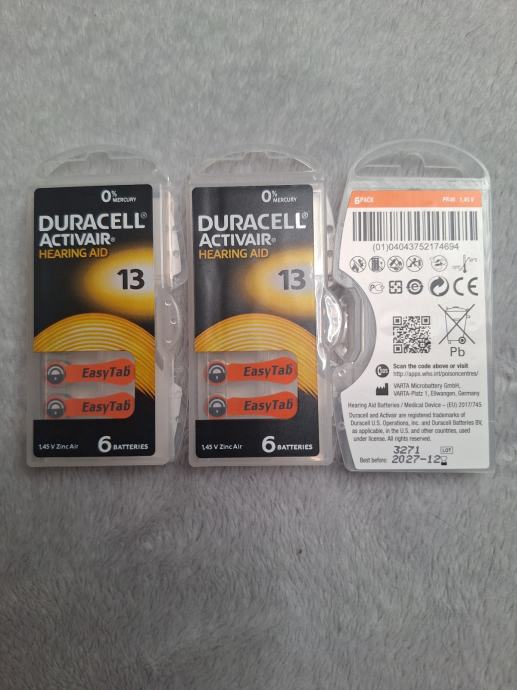 0%
MERCURY
DURACELL®
ACTIVAIR®
HEARING AID
13
EasyTab
EasyTab
1,45 V Zinc Air
6 BATTERIES
0%
MERCURY
DURACELL®
ACTIVAIR®
HEARING AID
13
EasyTab
EasyTab
1,45 V Zinc Air
6 BATTERIES
6PACK
PR48 1,45 V
(01)04043752174694
CE
Pb
Scan the code above or visit
http://apps.who.int/poisoncentres/
VARTA Microbattery GmbH,
VARTA-Platz 1, Ellwangen, Germany
Hearing Aid Batteries / Medical Device – (EU) 2017/745
Duracell and Activair are registered trademarks of
Duracell U.S. Operations, Inc. and Duracell Batteries BV,
as applicable, in the U.S. and other countries, used
under license. All rights reserved.
3271 LOT
Best before: 2027-12